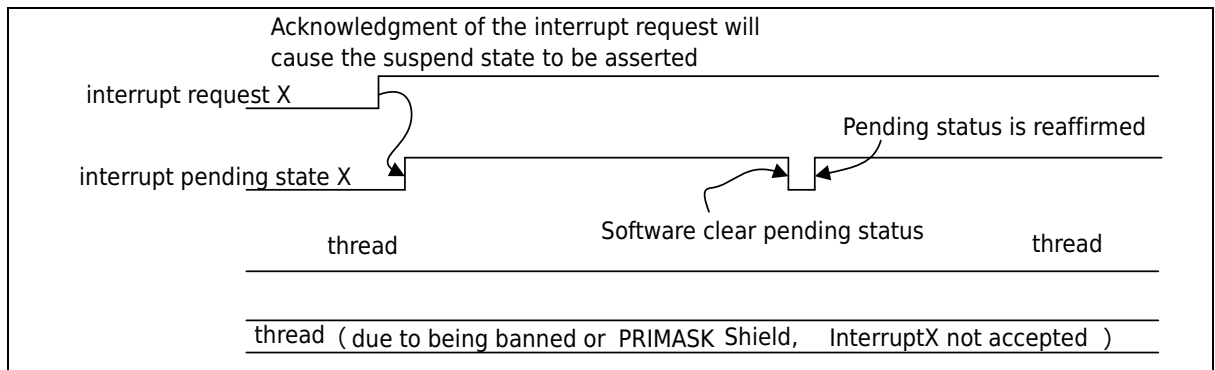 Acknowledgment of the interrupt request will
cause the suspend state to be asserted
interrupt request X
Pending status is reaffirmed
interrupt pending state X
Software clear pending status
thread
thread
thread ( due to being banned or PRIMASK Shield, InterruptX not accepted )